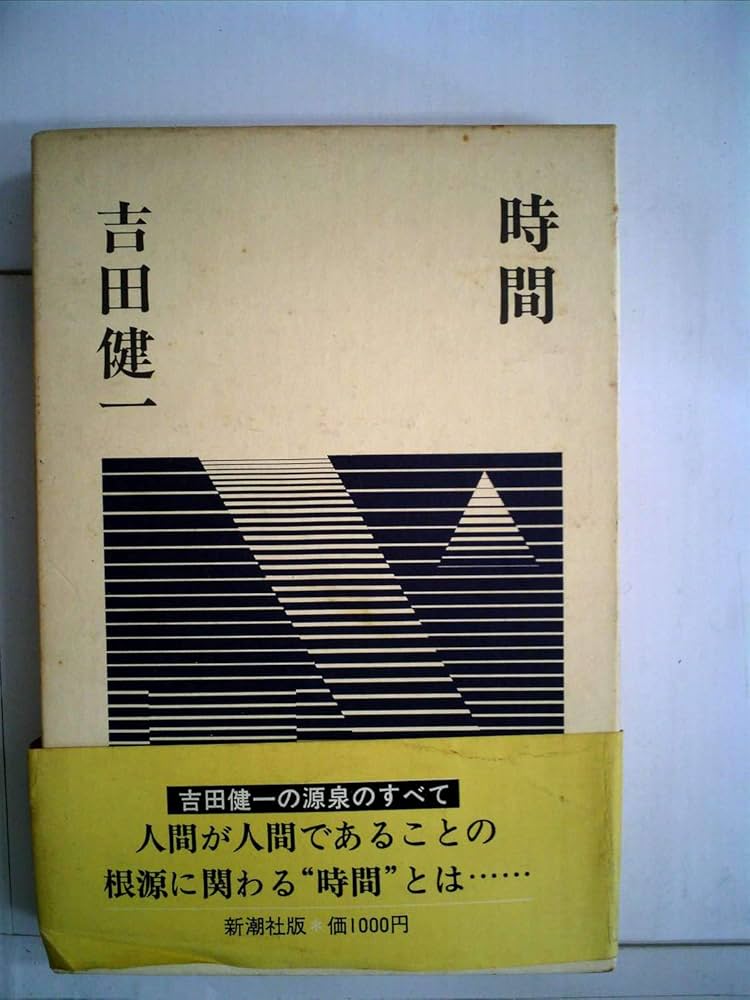 時間
吉田健一
吉田健一の源泉のすべて
人間が人間であることの
根源に関わる“時間”とは……
新潮社版＊価1000円